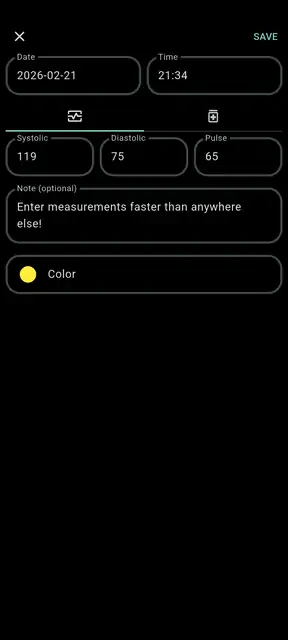 SAVE
Date
Time
2026-02-21
21:34
Systolic
Diastolic
Pulse
119
75
65
Note (optional)
Enter measurements faster than anywhere
else!
Color